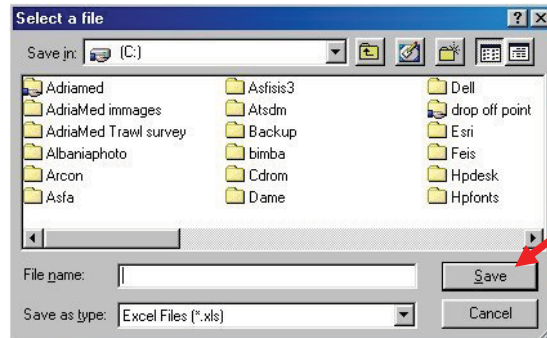 Select a file
Save in: (C:)
Adriamed Asfisis3 Dell
AdriaMed immages Atsdm drop off point
AdriaMed Trawl survey Backup Esri
Albaniaphoto bimba Feis
Arcon Cdrom Hpdesk
Asfa Dame Hpfonts
File name: Save
Save as type: Excel Files (*.xls) Cancel